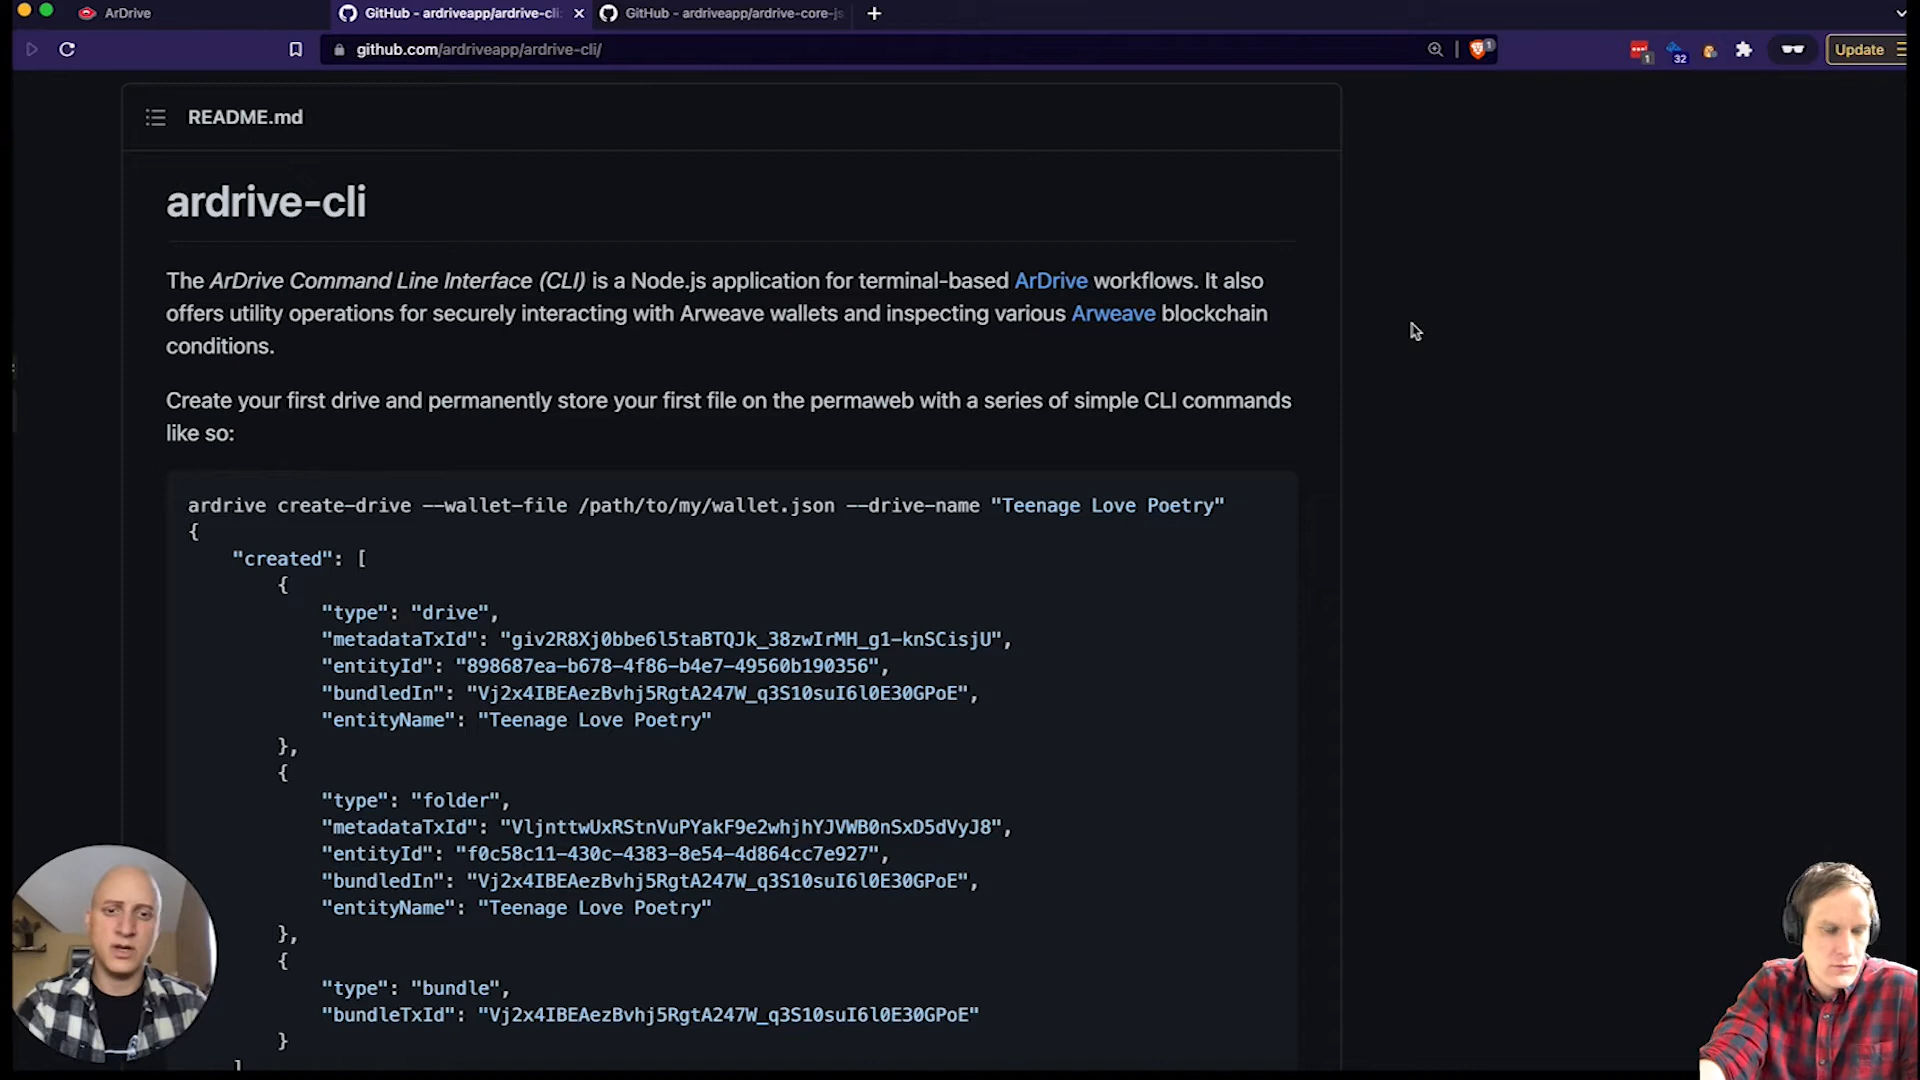 ArDrive
GitHub - ardriveapp/ardrive-cli:
GitHub - ardriveapp/ardrive-core-js
github.com/ardriveapp/ardrive-cli/
1
1
32
Update
README.md
ardrive-cli
The ArDrive Command Line Interface (CLI) is a Node.js application for terminal-based ArDrive workflows. It also
offers utility operations for securely interacting with Arweave wallets and inspecting various Arweave blockchain
conditions.
Create your first drive and permanently store your first file on the permaweb with a series of simple CLI commands
like so:
ardrive create-drive --wallet-file /path/to/my/wallet.json --drive-name "Teenage Love Poetry"
{
"created": [
{
"type": "drive",
"metadataTxId": "giv2R8Xj0bbe6l5taBTQJk_38zwIrMH_g1-knSCisjU",
"entityId": "898687ea-b678-4f86-b4e7-49560b190356",
"bundledIn": "Vj2x4IBEAezBvhj5RgtA247W_q3S10suI6l0E30GPoE",
"entityName": "Teenage Love Poetry"
},
{
"type": "folder",
"metadataTxId": "VljnttwUxRStnVuPYakF9e2whjhYJVWB0nSxD5dVyJ8",
"entityId": "f0c58c11-430c-4383-8e54-4d864cc7e927",
"bundledIn": "Vj2x4IBEAezBvhj5RgtA247W_q3S10suI6l0E30GPoE",
"entityName": "Teenage Love Poetry"
},
{
"type": "bundle",
"bundleTxId": "Vj2x4IBEAezBvhj5RgtA247W_q3S10suI6l0E30GPoE"
}
]